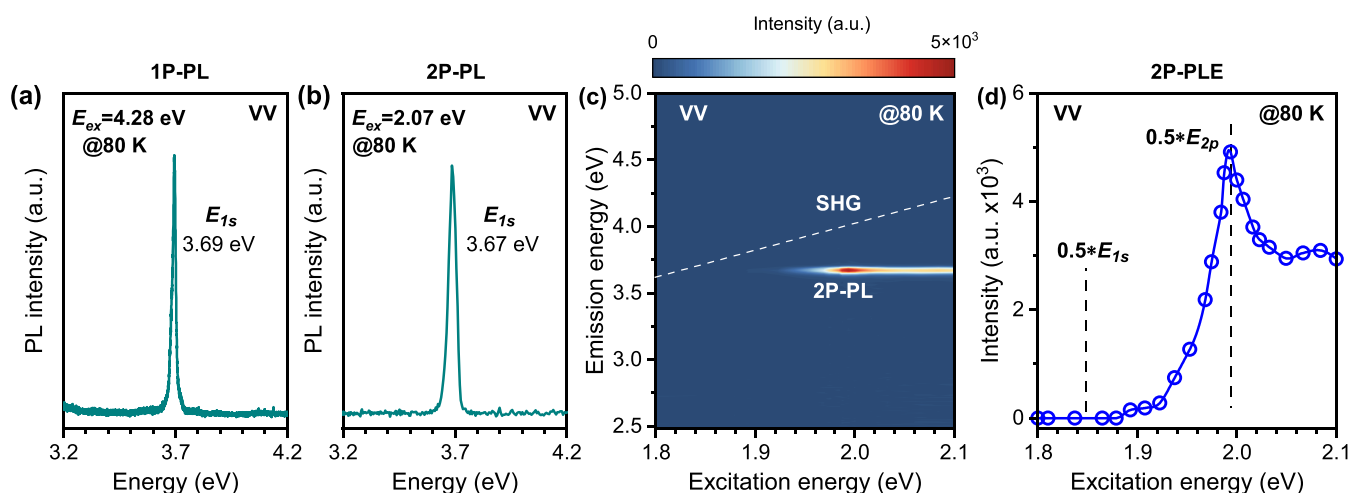 Intensity (a.u.)
0
5×10³
1P-PL
2P-PL
2P-PLE
(a)
E_ex=4.28 eV
@80 K
VV
E_1s
3.69 eV
PL intensity (a.u.)
3.2
3.7
4.2
Energy (eV)
(b)
E_ex=2.07 eV
@80 K
VV
E_1s
3.67 eV
PL intensity (a.u.)
3.2
3.7
4.2
Energy (eV)
(c)
VV
@80 K
SHG
2P-PL
Emission energy (eV)
5.0
4.5
4.0
3.5
3.0
2.5
1.8
1.9
2.0
2.1
Excitation energy (eV)
(d)
VV
@80 K
0.5*E_2p
0.5*E_1s
Intensity (a.u. x10³)
6
4
2
0
1.8
1.9
2.0
2.1
Excitation energy (eV)